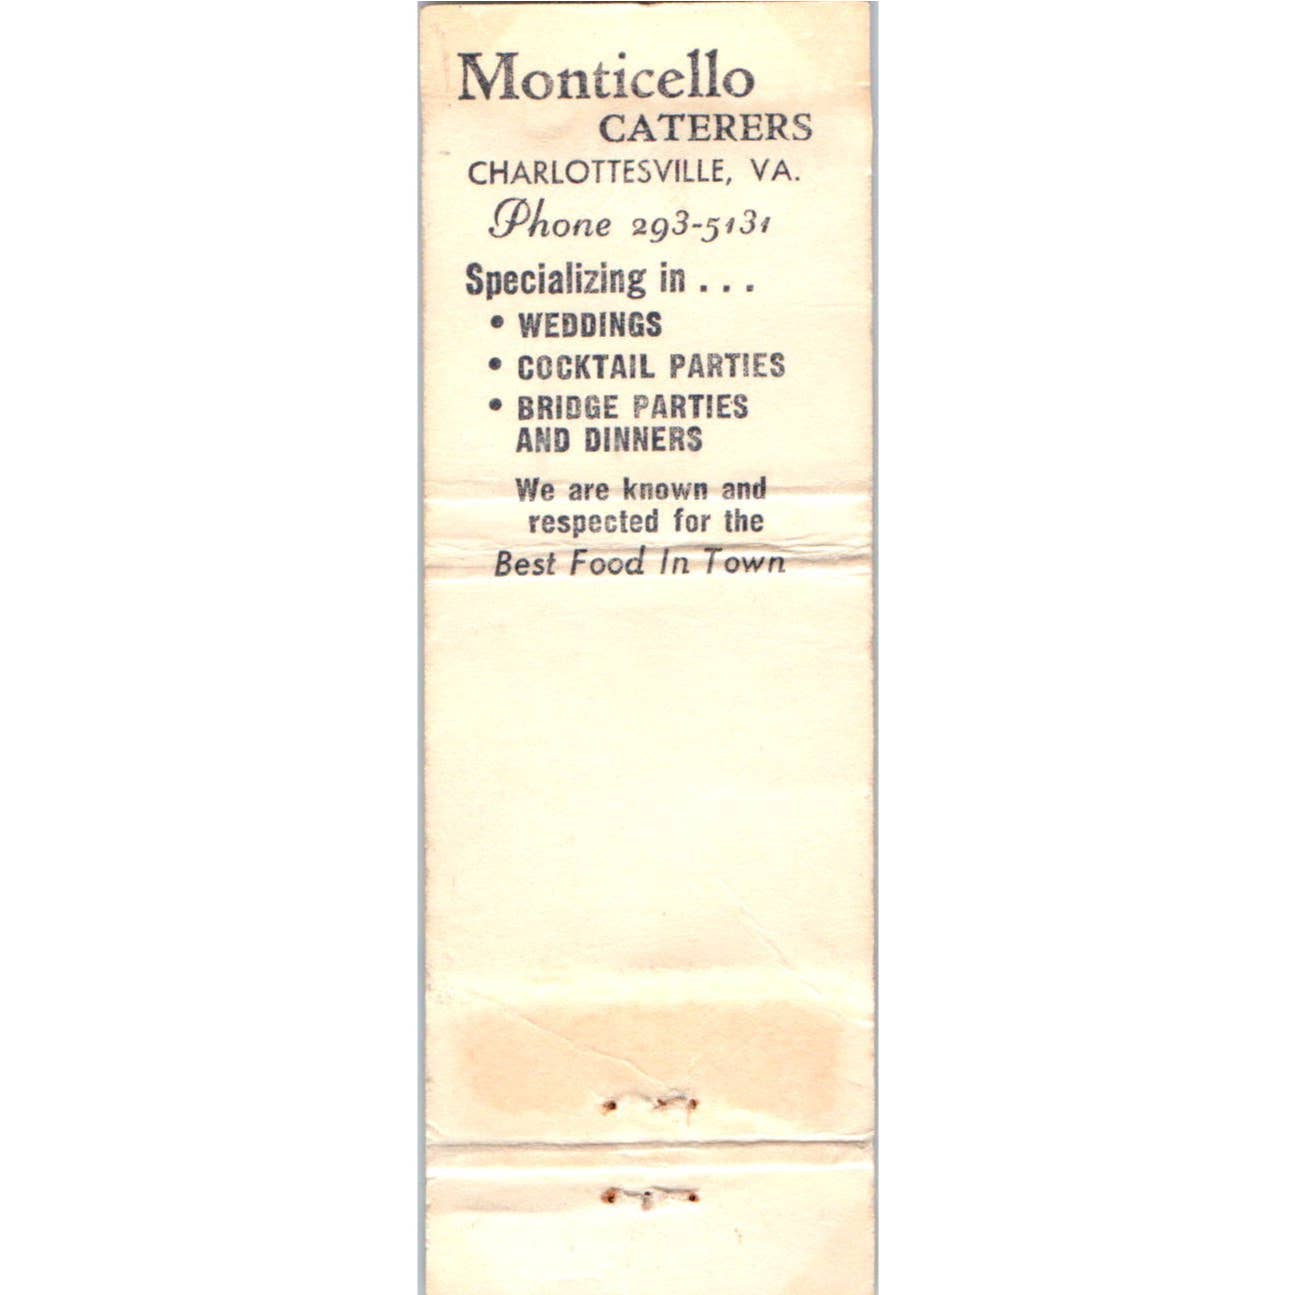 Monticello
CATERERS
CHARLOTTESVILLE, VA.
Phone 293-5131
Specializing in . . .
• WEDDINGS
• COCKTAIL PARTIES
• BRIDGE PARTIES
AND DINNERS
We are known and
respected for the
Best Food In Town